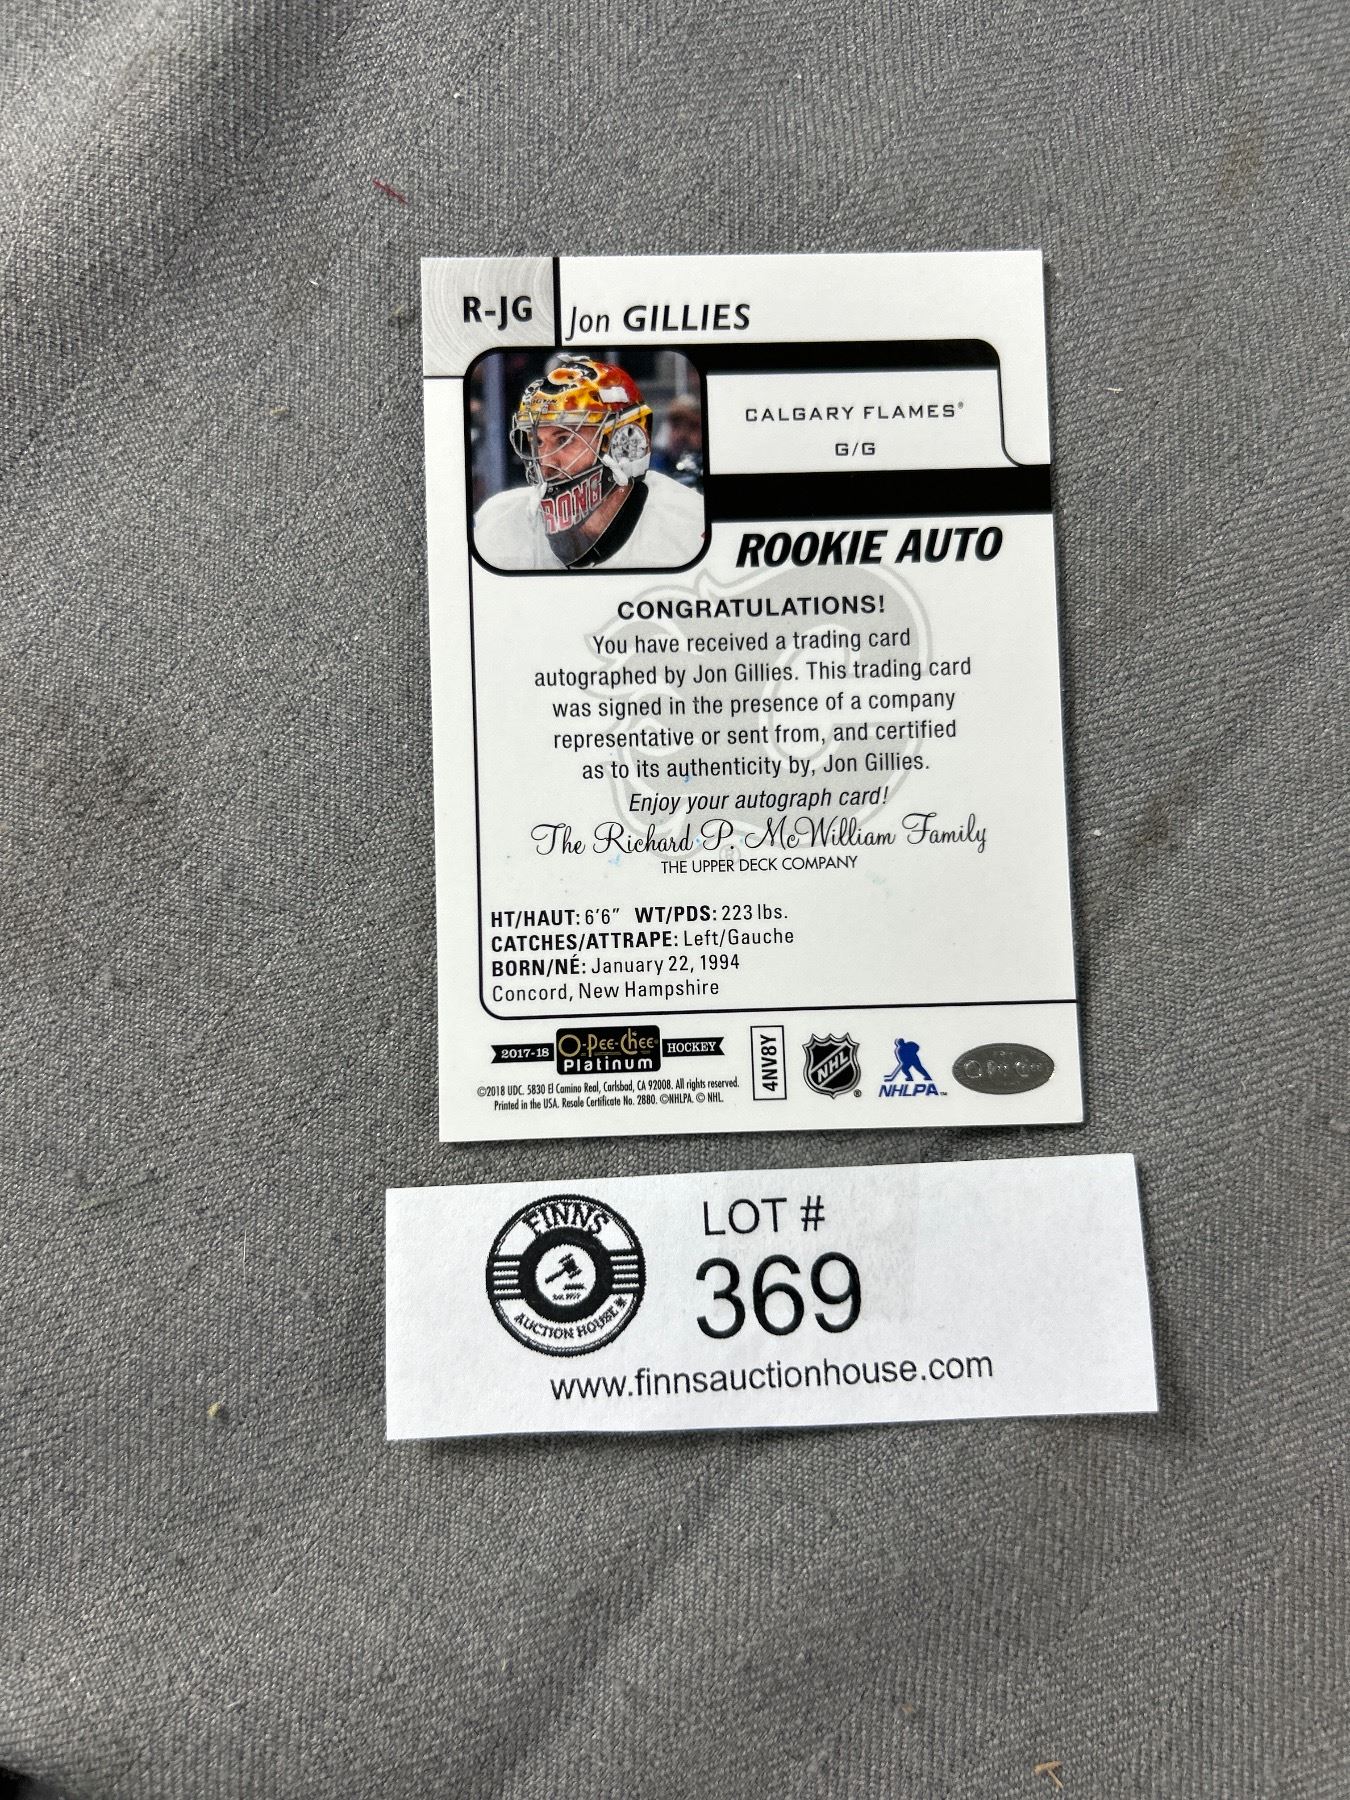 R-JG
Jon GILLIES
CALGARY FLAMES®
G/G
RONG
ROOKIE AUTO
CONGRATULATIONS!
You have received a trading card
autographed by Jon Gillies. This trading card
was signed in the presence of a company
representative or sent from, and certified
as to its authenticity by, Jon Gillies.
Enjoy your autograph card!
The Richard P. McWilliam Family
THE UPPER DECK COMPANY
HT/HAUT: 6'6" WT/PDS: 223 lbs.
CATCHES/ATTRAPE: Left/Gauche
BORN/NÉ: January 22, 1994
Concord, New Hampshire
2017-18 O-Pee-Chee® HOCKEY
Platinum
4NV8Y
NHL ®
NHLPA™
O-Pee-Chee
©2018 UDC. 5830 El Camino Real, Carlsbad, CA 92008. All rights reserved.
Printed in the USA. Resale Certificate No. 2880. ©NHLPA. © NHL.
FINNS
AUCTION HOUSE
LOT #
369
www.finnsauctionhouse.com